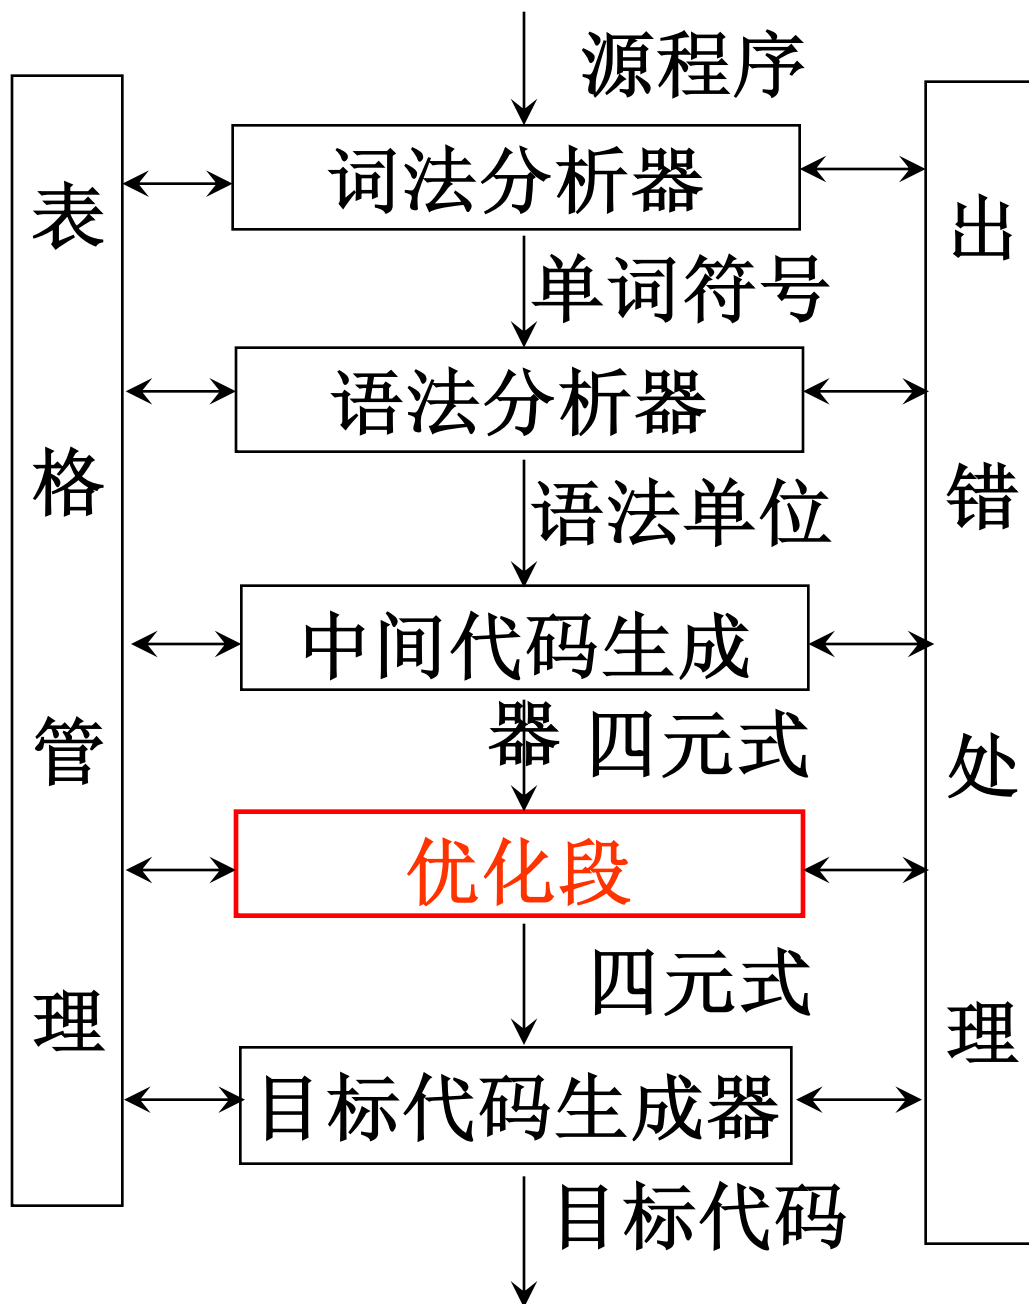 源程序
词法分析器
单词符号
语法分析器
语法单位
中间代码生成
器
四元式
优化段
四元式
目标代码生成器
目标代码
表
格
管
理
出
错
处
理